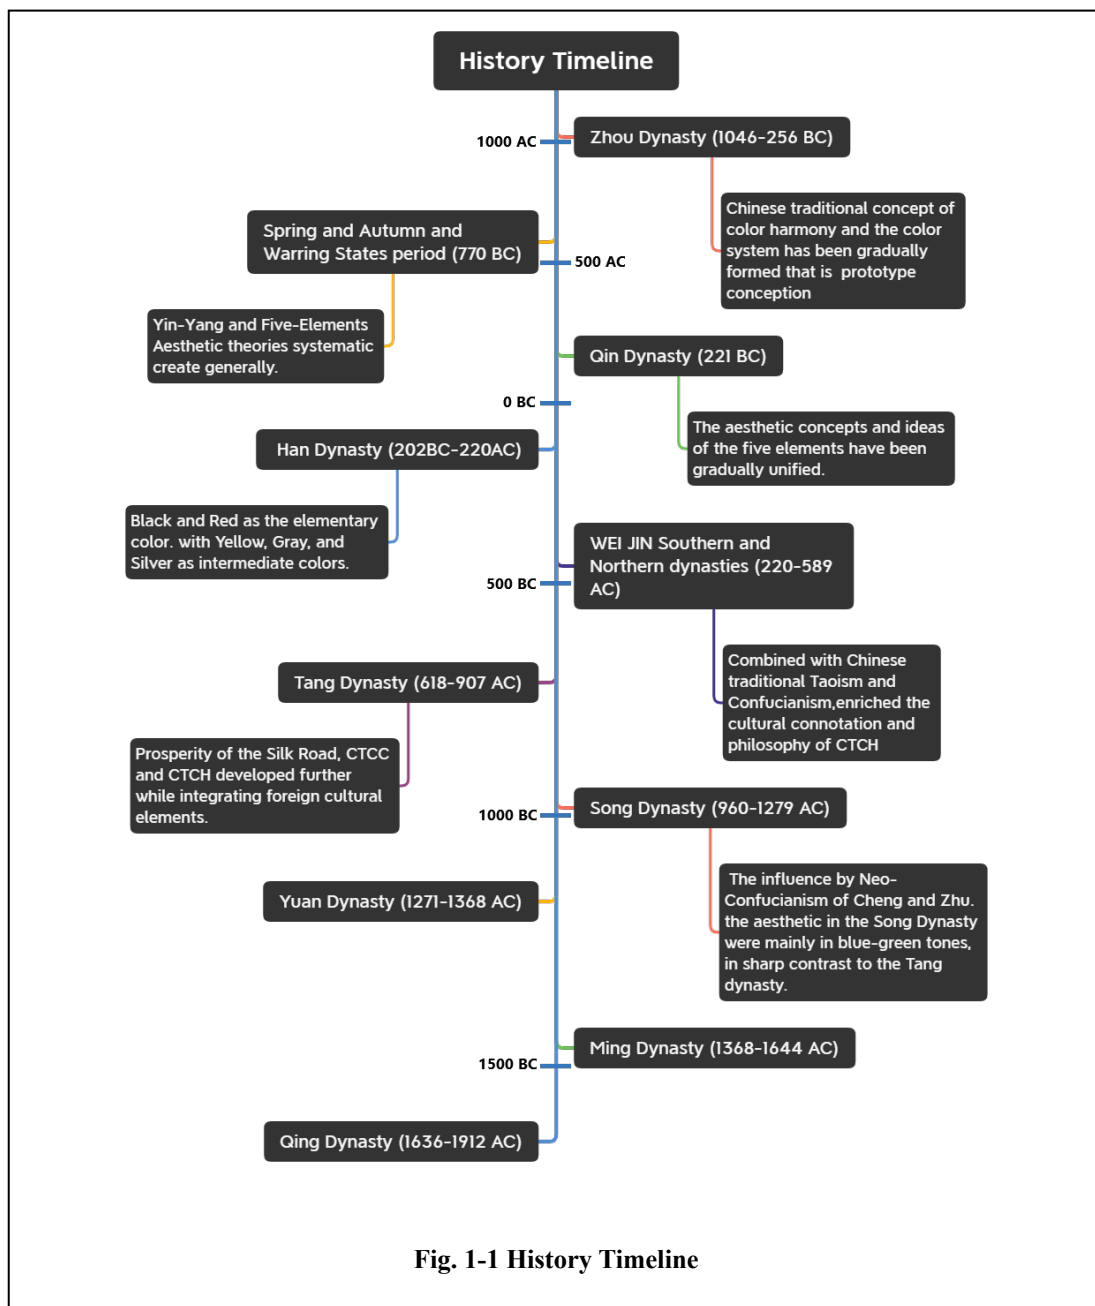 History Timeline
1000 AC
Zhou Dynasty (1046-256 BC)
Chinese traditional concept of
color harmony and the color
system has been gradually
formed that is prototype
conception
Spring and Autumn and
Warring States period (770 BC)
500 AC
Yin-Yang and Five-Elements
Aesthetic theories systematic
create generally.
Qin Dynasty (221 BC)
0 BC
The aesthetic concepts and ideas
of the five elements have been
gradually unified.
Han Dynasty (202BC-220AC)
Black and Red as the elementary
color. with Yellow, Gray, and
Silver as intermediate colors.
WEI JIN Southern and
Northern dynasties (220-589
AC)
500 BC
Combined with Chinese
traditional Taoism and
Confucianism,enriched the
cultural connotation and
philosophy of CTCH
Tang Dynasty (618-907 AC)
Prosperity of the Silk Road, CTCC
and CTCH developed further
while integrating foreign cultural
elements.
Song Dynasty (960-1279 AC)
1000 BC
The influence by Neo-
Confucianism of Cheng and Zhu.
the aesthetic in the Song Dynasty
were mainly in blue-green tones,
in sharp contrast to the Tang
dynasty.
Yuan Dynasty (1271-1368 AC)
Ming Dynasty (1368-1644 AC)
1500 BC
Qing Dynasty (1636-1912 AC)
Fig. 1-1 History Timeline